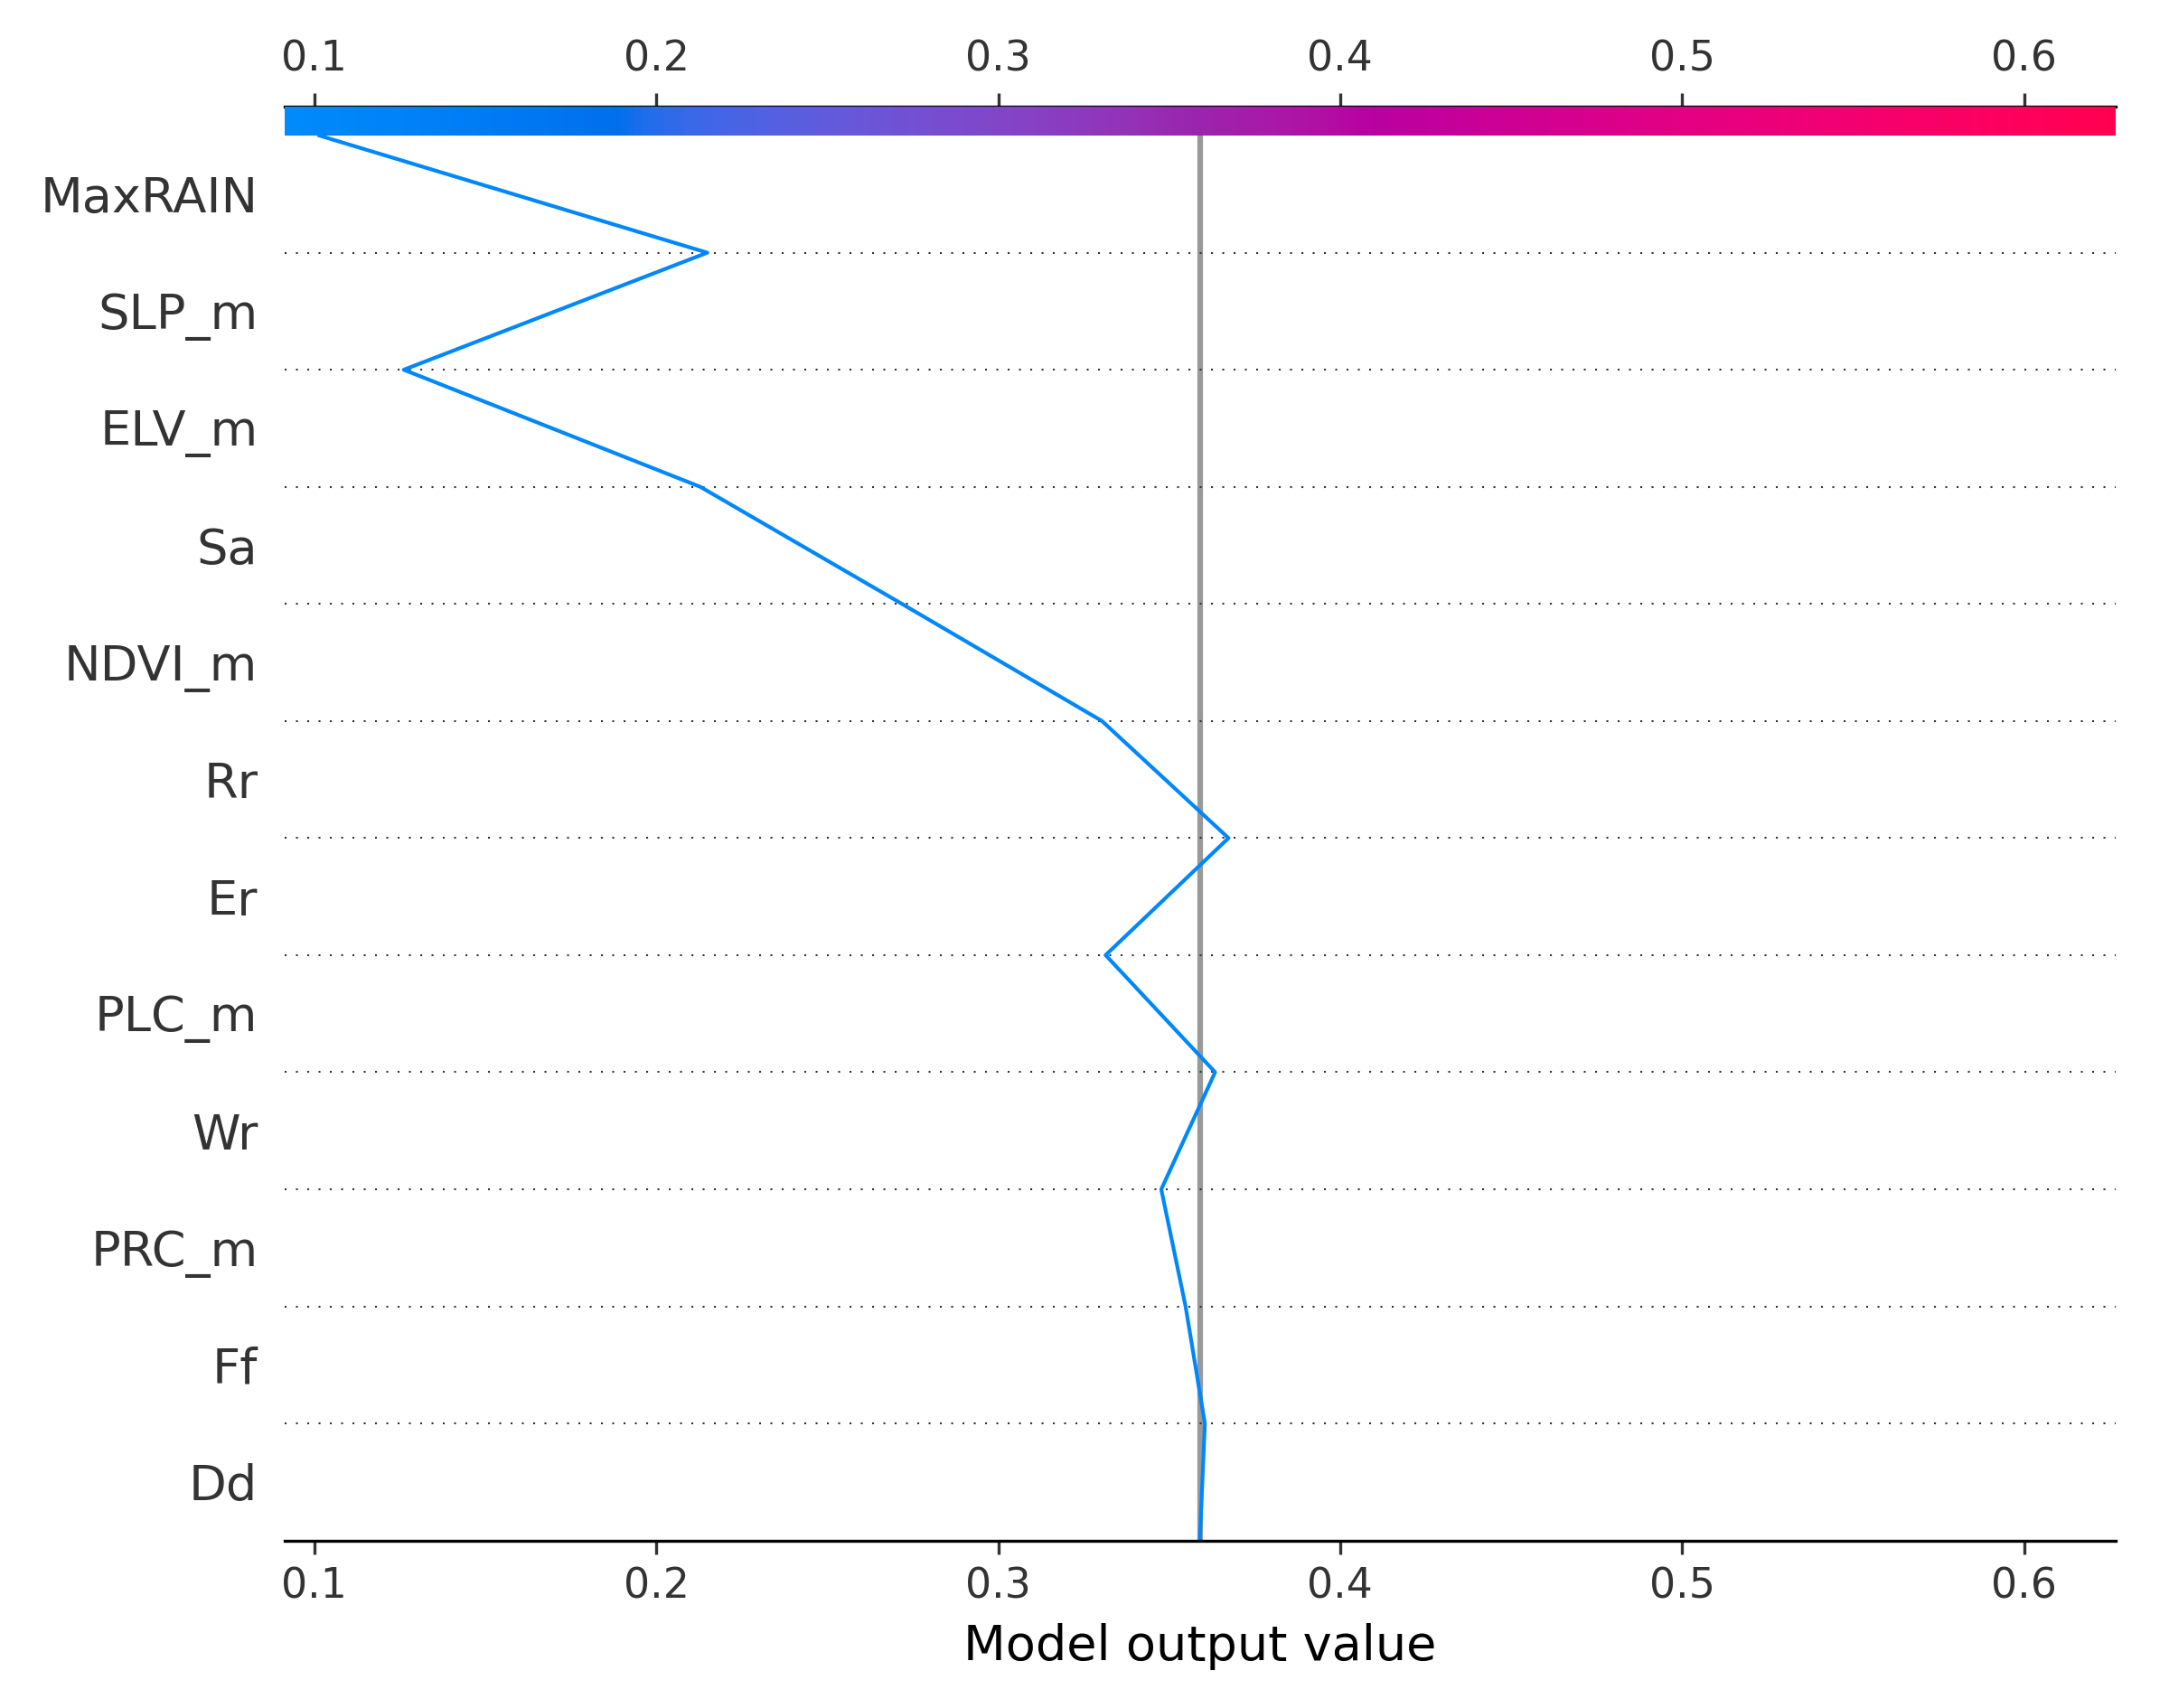 0.1 0.2 0.3 0.4 0.5 0.6
MaxRAIN
SLP_m
ELV_m
Sa
NDVI_m
Rr
Er
PLC_m
Wr
PRC_m
Ff
Dd
0.1 0.2 0.3 0.4 0.5 0.6
Model output value